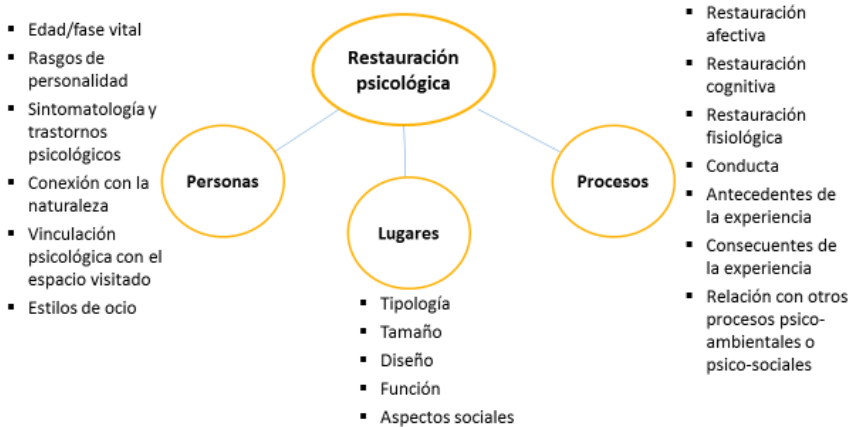 Restauración
psicológica
Personas
▪ Edad/fase vital
▪ Rasgos de
personalidad
▪ Sintomatología y
trastornos
psicológicos
▪ Conexión con la
naturaleza
▪ Vinculación
psicológica con el
espacio visitado
▪ Estilos de ocio
Lugares
▪ Tipología
▪ Tamaño
▪ Diseño
▪ Función
▪ Aspectos sociales
Procesos
▪ Restauración
afectiva
▪ Restauración
cognitiva
▪ Restauración
fisiológica
▪ Conducta
▪ Antecedentes de
la experiencia
▪ Consecuentes de
la experiencia
▪ Relación con otros
procesos psico-
ambientales o
psico-sociales